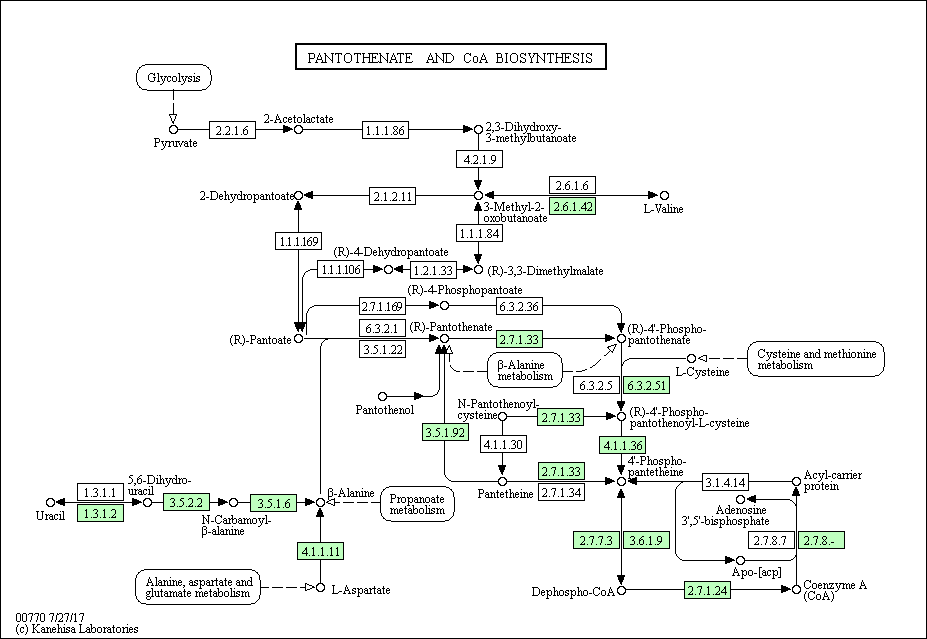 PANTOTHENATE AND CoA BIOSYNTHESIS
Glycolysis
2-Acetolactate
Pyruvate
2.2.1.6
1.1.1.86
2,3-Dihydroxy-
3-methylbutanoate
4.2.1.9
2-Dehydropantoate
2.1.2.11
2.6.1.6
2.6.1.42
3-Methyl-2-
oxobutanoate
L-Valine
1.1.1.169
1.1.1.84
(R)-4-Dehydropantoate
1.1.1.106
1.2.1.33
(R)-3,3-Dimethylmalate
(R)-4-Phosphopantoate
2.7.1.169
6.3.2.36
(R)-Pantoate
6.3.2.1
3.5.1.22
(R)-Pantothenate
2.7.1.33
(R)-4'-Phospho-
pantothenate
β-Alanine
metabolism
L-Cysteine
Cysteine and methionine
metabolism
6.3.2.5
6.3.2.51
Pantothenol
N-Pantothenoyl-
cysteine
2.7.1.33
(R)-4'-Phospho-
pantothenoyl-L-cysteine
3.5.1.92
4.1.1.30
4.1.1.36
4'-Phospho-
pantetheine
2.7.1.33
2.7.1.34
Pantetheine
3.1.4.14
Acyl-carrier
protein
Adenosine
3',5'-bisphosphate
Uracil
1.3.1.1
1.3.1.2
5,6-Dihydro-
uracil
3.5.2.2
N-Carbamoyl-
β-alanine
3.5.1.6
β-Alanine
Propanoate
metabolism
4.1.1.11
2.7.7.3
3.6.1.9
2.7.8.7
2.7.8.-
Apo-[acp]
Alanine, aspartate and
glutamate metabolism
L-Aspartate
Dephospho-CoA
2.7.1.24
Coenzyme A
(CoA)
00770 7/27/17
(c) Kanehisa Laboratories